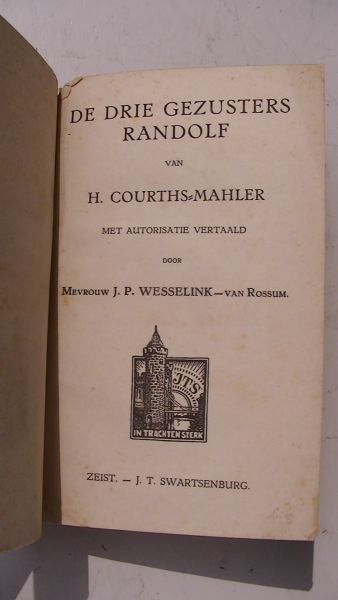 DE DRIE GEZUSTERS
RANDOLF
VAN
H. COURTHS=MAHLER
MET AUTORISATIE VERTAALD
DOOR
MEVROUW J. P. WESSELINK—VAN ROSSUM.
JTS
IN TRACHTEN STERK
ZEIST. — J. T. SWARTSENBURG.